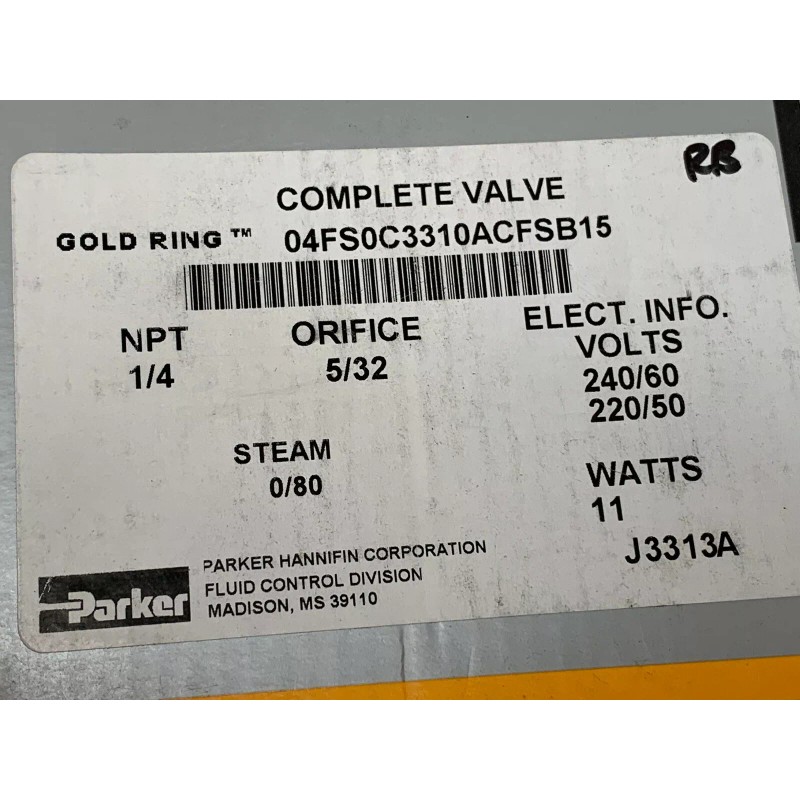 R.B
COMPLETE VALVE
GOLD RING™ 04FS0C3310ACFSB15
NPT
1/4
ORIFICE
5/32
ELECT. INFO.
VOLTS
240/60
220/50
STEAM
0/80
WATTS
11
J3313A
Parker
PARKER HANNIFIN CORPORATION
FLUID CONTROL DIVISION
MADISON, MS 39110